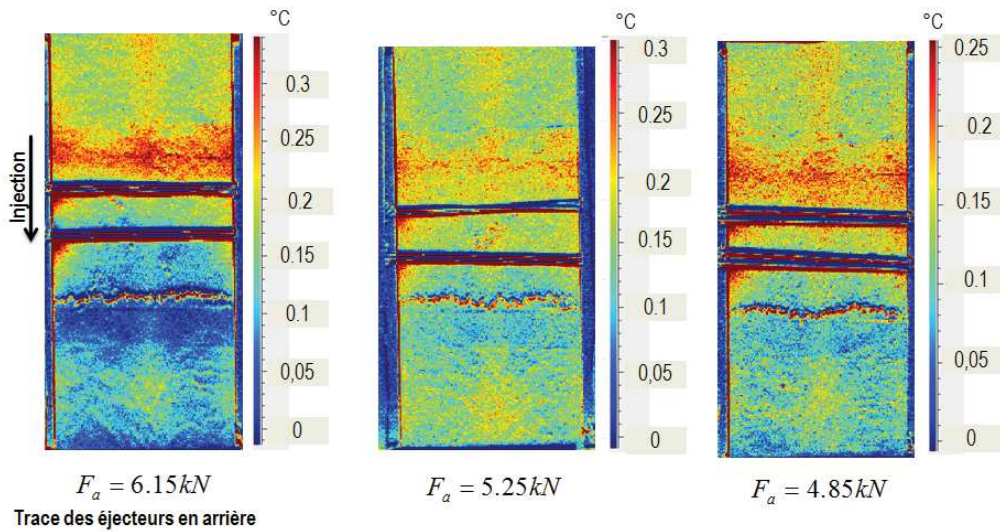 °C
°C
°C
0.3
0.25
0.2
0.15
0.1
0,05
0
0.3
0.25
0.2
0.15
0.1
0,05
0
0.25
0.2
0.15
0.1
0,05
0
Injection
F_a = 6.15kN
F_a = 5.25kN
F_a = 4.85kN
Trace des éjecteurs en arrière